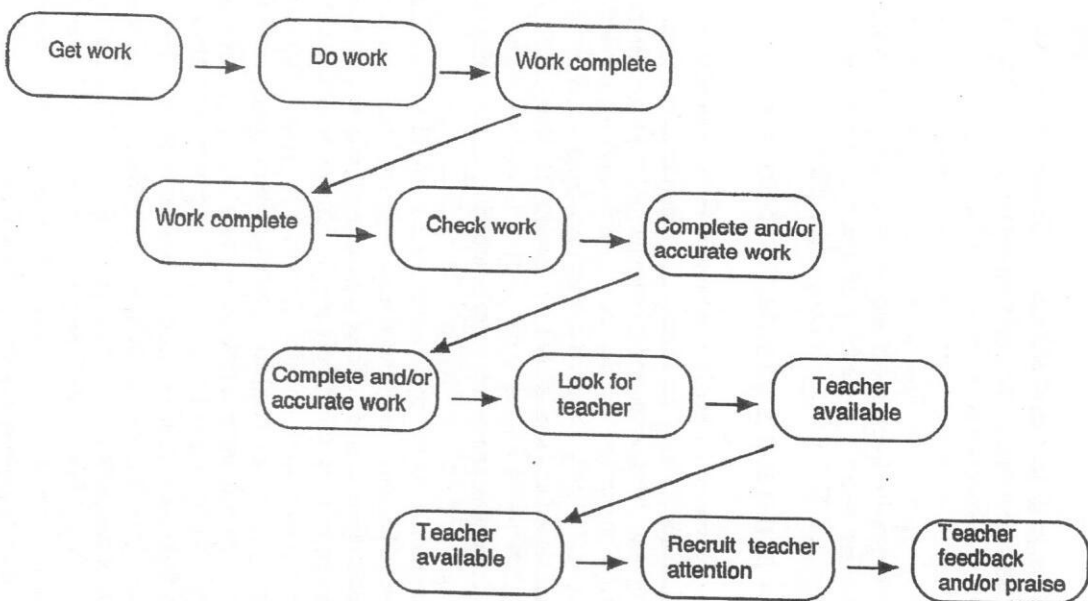 Get work
Do work
Work complete
Work complete
Check work
Complete and/or
accurate work
Complete and/or
accurate work
Look for
teacher
Teacher
available
Teacher
available
Recruit teacher
attention
Teacher
feedback
and/or praise